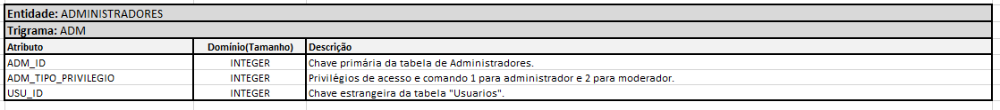 Entidade: ADMINISTRADORES
Trigrama: ADM
Atributo Domínio(Tamanho) Descrição
ADM_ID INTEGER Chave primária da tabela de Administradores.
ADM_TIPO_PRIVILEGIO INTEGER Privilégios de acesso e comando 1 para administrador e 2 para moderador.
USU_ID INTEGER Chave estrangeira da tabela "Usuarios".